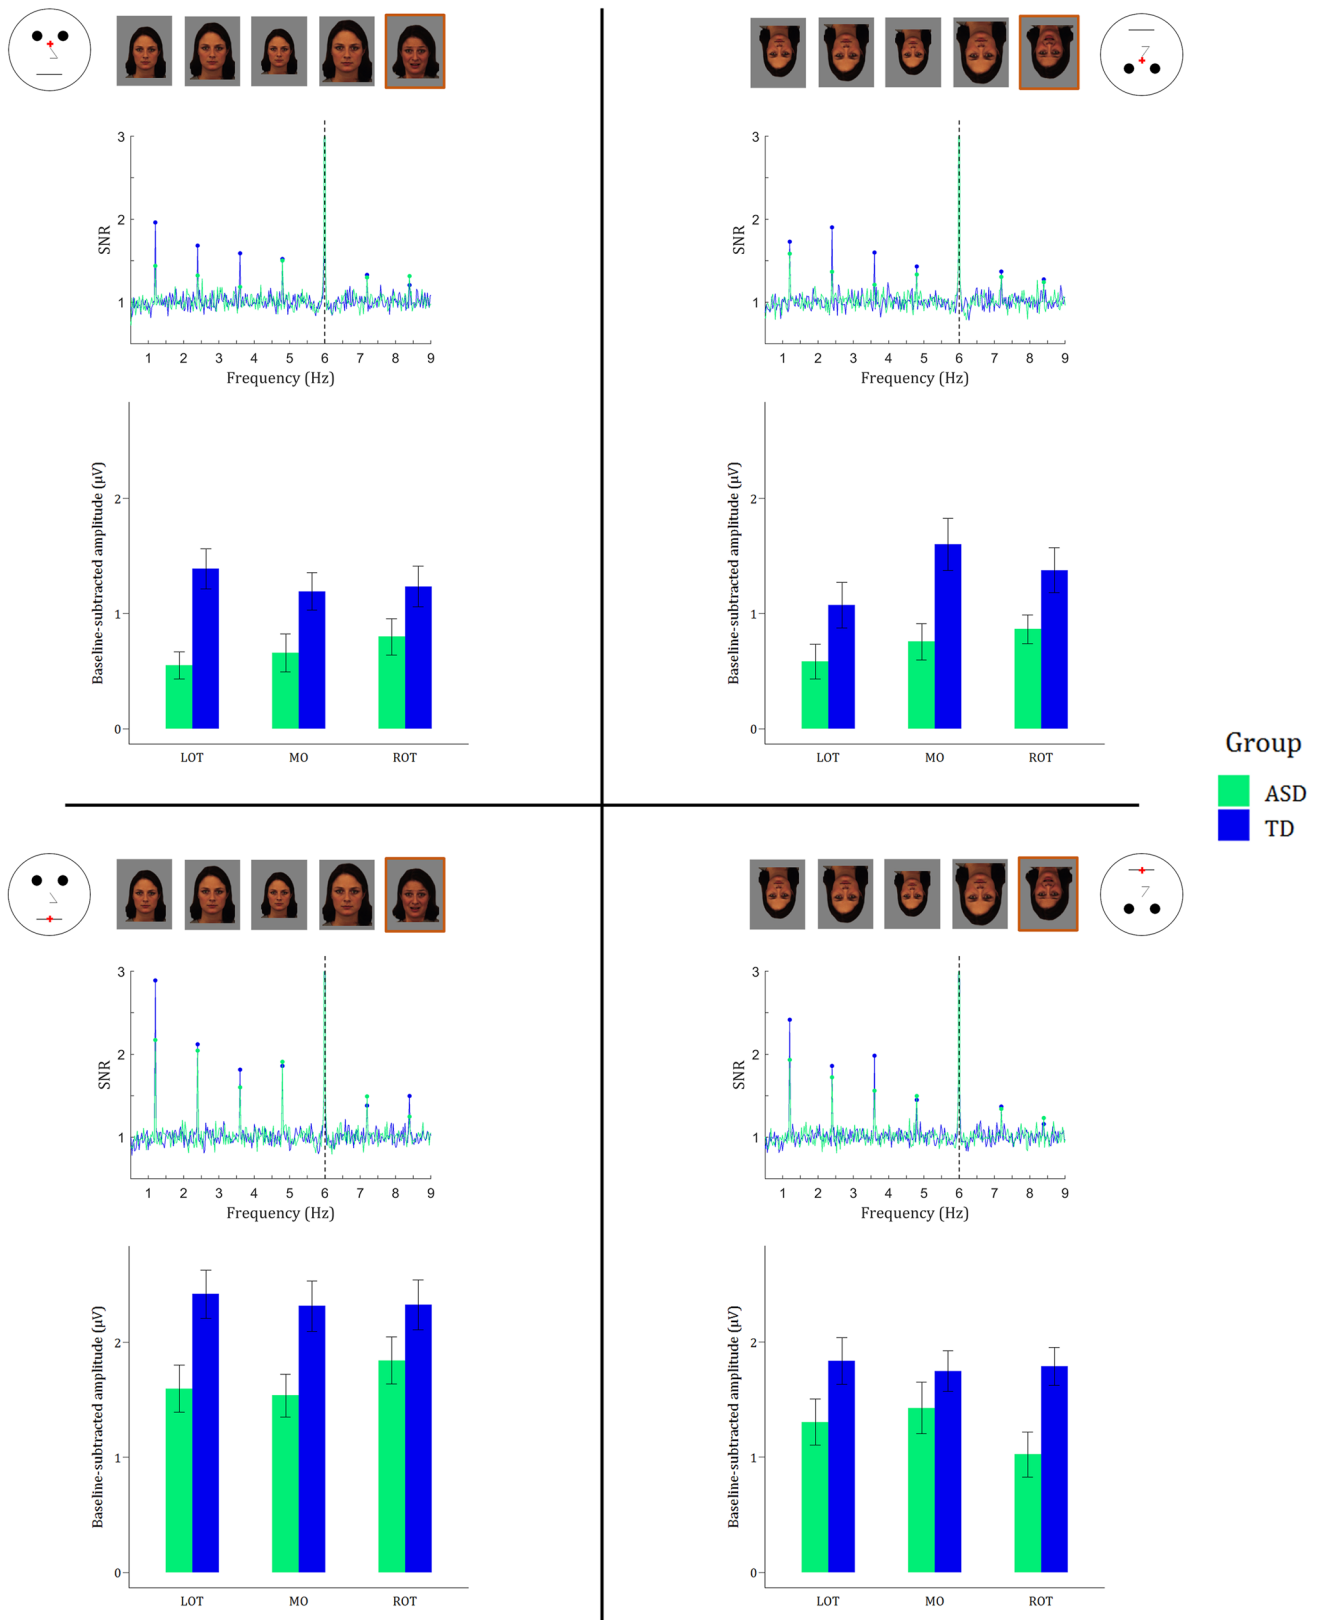 3
2
1
SNR
1 2 3 4 5 6 7 8 9
Frequency (Hz)
3
2
1
SNR
1 2 3 4 5 6 7 8 9
Frequency (Hz)
2
1
0
Baseline-subtracted amplitude (μV)
LOT MO ROT
2
1
0
Baseline-subtracted amplitude (μV)
LOT MO ROT
Group
ASD
TD
3
2
1
SNR
1 2 3 4 5 6 7 8 9
Frequency (Hz)
3
2
1
SNR
1 2 3 4 5 6 7 8 9
Frequency (Hz)
2
1
0
Baseline-subtracted amplitude (μV)
LOT MO ROT
2
1
0
Baseline-subtracted amplitude (μV)
LOT MO ROT